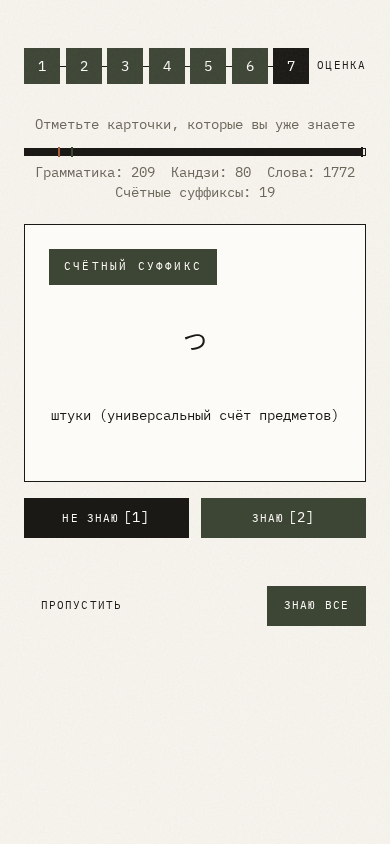 1 2 3 4 5 6 7 ОЦЕНКА
Отметьте карточки, которые вы уже знаете
Грамматика: 209 Кандзи: 80 Слова: 1772
Счётные суффиксы: 19
СЧЁТНЫЙ СУФФИКС
つ
штуки (универсальный счёт предметов)
НЕ ЗНАЮ [1] ЗНАЮ [2]
ПРОПУСТИТЬ ЗНАЮ ВСЕ